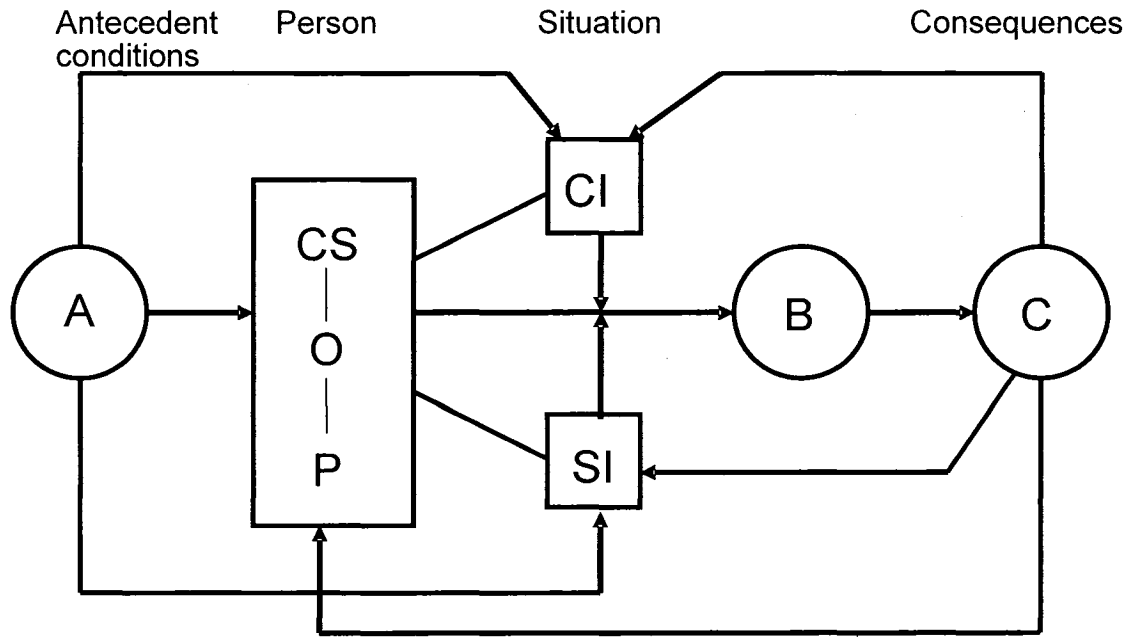 Antecedent conditions
Person
Situation
Consequences
CI
CS
A
O
B
C
P
SI